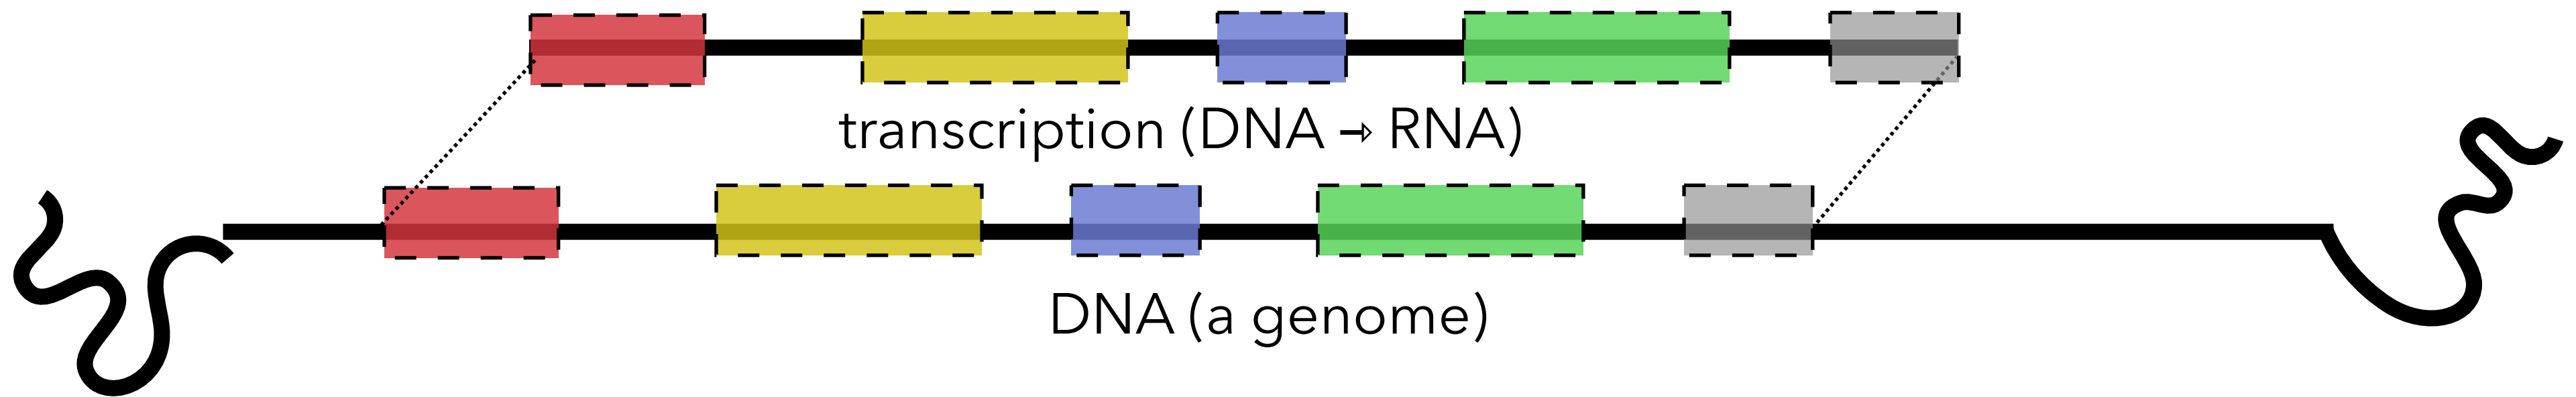 transcription (DNA → RNA)
DNA (a genome)